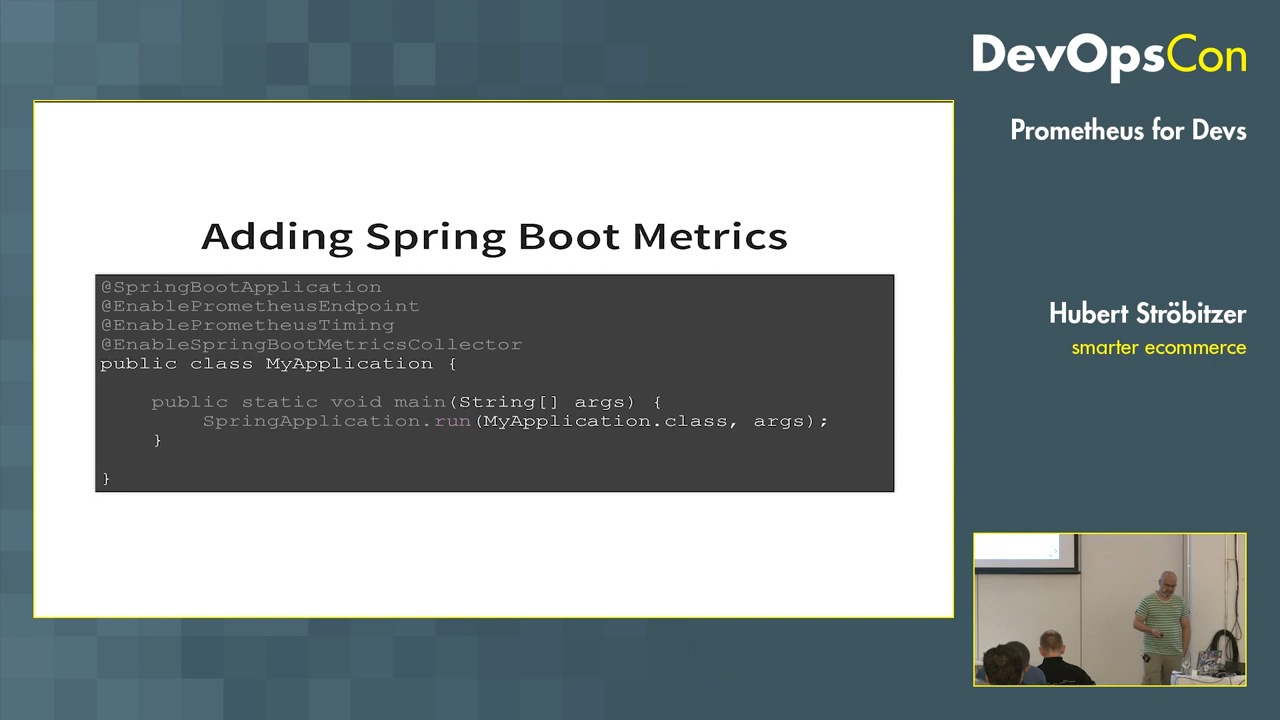 DevOpsCon
Prometheus for Devs
Adding Spring Boot Metrics
@SpringBootApplication
@EnablePrometheusEndpoint
@EnablePrometheusTiming
@EnableSpringBootMetricsCollector
public class MyApplication {
public static void main(String[] args) {
SpringApplication.run(MyApplication.class, args);
}
}
Hubert Ströbitzer
smarter ecommerce